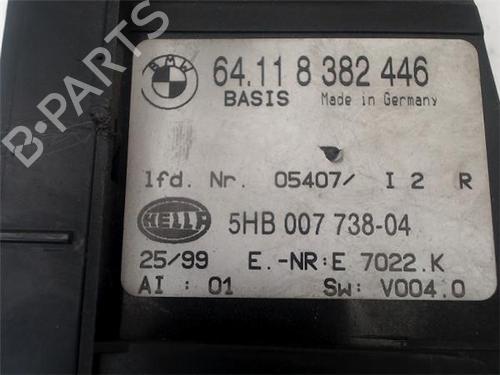 BMW
64.11 8 382 446
BASIS Made in Germany
lfd. Nr. 05407/ I 2 R
HELLA 5HB 007 738-04
25/99 E.-NR:E 7022.K
AI : 01 Sw: V004.0
B-PARTS